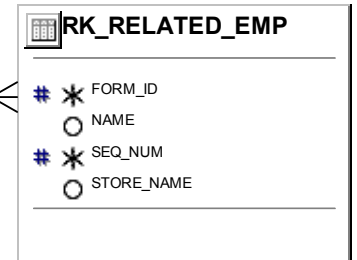 RK_RELATED_EMP
# * FORM_ID
NAME
# * SEQ_NUM
STORE_NAME